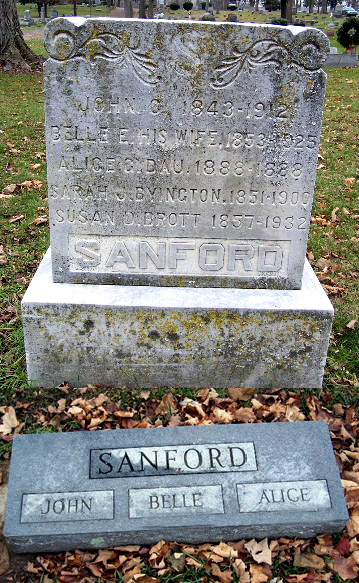 JOHN C. 1843-1912
BELLE E. HIS WIFE. 1853-1925
ALICE C. DAU. 1888-1888
SARAH J. BYINGTON. 1851-1900
SUSAN D. BROTT 1857-1932
SANFORD
SANFORD
JOHN BELLE ALICE